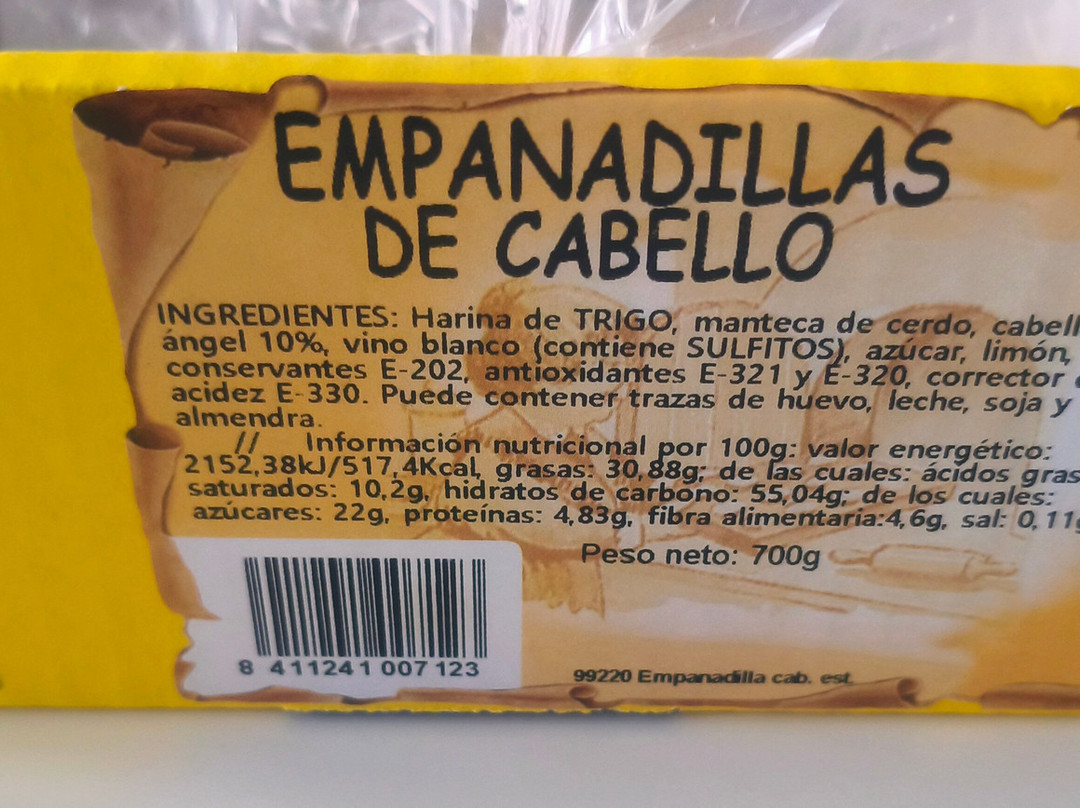 EMPANADILLAS
DE CABELLO
INGREDIENTES: Harina de TRIGO, manteca de cerdo, cabell
ángel 10%, vino blanco (contiene SULFITOS), azúcar, limón,
conservantes E-202, antioxidantes E-321 y E-320, corrector
acidez E-330. Puede contener trazas de huevo, leche, soja y
almendra.
// Información nutricional por 100g: valor energético:
2152,38kJ/517,4Kcal, grasas: 30,88g; de las cuales: ácidos gras
saturados: 10,2g, hidratos de carbono: 55,04g; de los cuales:
azúcares: 22g, proteínas: 4,83g, fibra alimentaria:4,6g, sal: 0,11g
Peso neto: 700g
8 411241 007123
99220 Empanadilla cab. est.